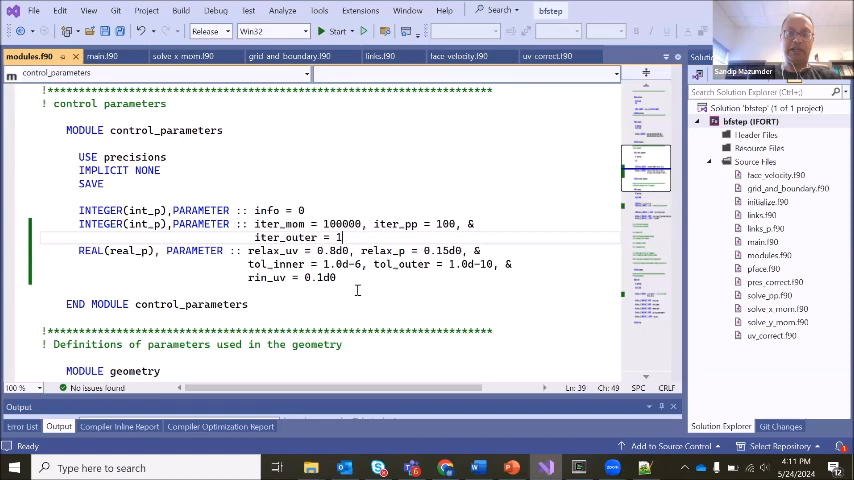 File Edit View Git Project Build Debug Test Analyze Tools Extensions Window Help Search bfstep
Release Win32 Start
modules.f90 main.f90 solve x mom.f90 grid and boundary.f90 links.f90 face velocity.f90 uv correct.f90
Sandip Mazumder
control_parameters
!***************************************************************
! control parameters
MODULE control_parameters
USE precisions
IMPLICIT NONE
SAVE
INTEGER(int_p),PARAMETER :: info = 0
INTEGER(int_p),PARAMETER :: iter_mom = 100000, iter_pp = 100, &
iter_outer = 1
REAL(real_p), PARAMETER :: relax_uv = 0.8d0, relax_p = 0.15d0, &
tol_inner = 1.0d-6, tol_outer = 1.0d-10, &
rin_uv = 0.1d0
END MODULE control_parameters
!***************************************************************
! Definitions of parameters used in the geometry
MODULE geometry
100 % No issues found Ln: 39 Ch: 49 SPC CRLF
Output
Error List Output Compiler Inline Report Compiler Optimization Report
Search Solution Explorer (Ctrl+;)
Solution 'bfstep' (1 of 1 project)
bfstep (IFORT)
Header Files
Resource Files
Source Files
face_velocity.f90
grid_and_boundary.f90
initialize.f90
links.f90
links_p.f90
main.f90
modules.f90
pface.f90
pres_correct.f90
solve_pp.f90
solve_x_mom.f90
solve_y_mom.f90
uv_correct.f90
Solution Explorer Git Changes
Ready Add to Source Control Select Repository
Type here to search
4:11 PM
5/24/2024
12